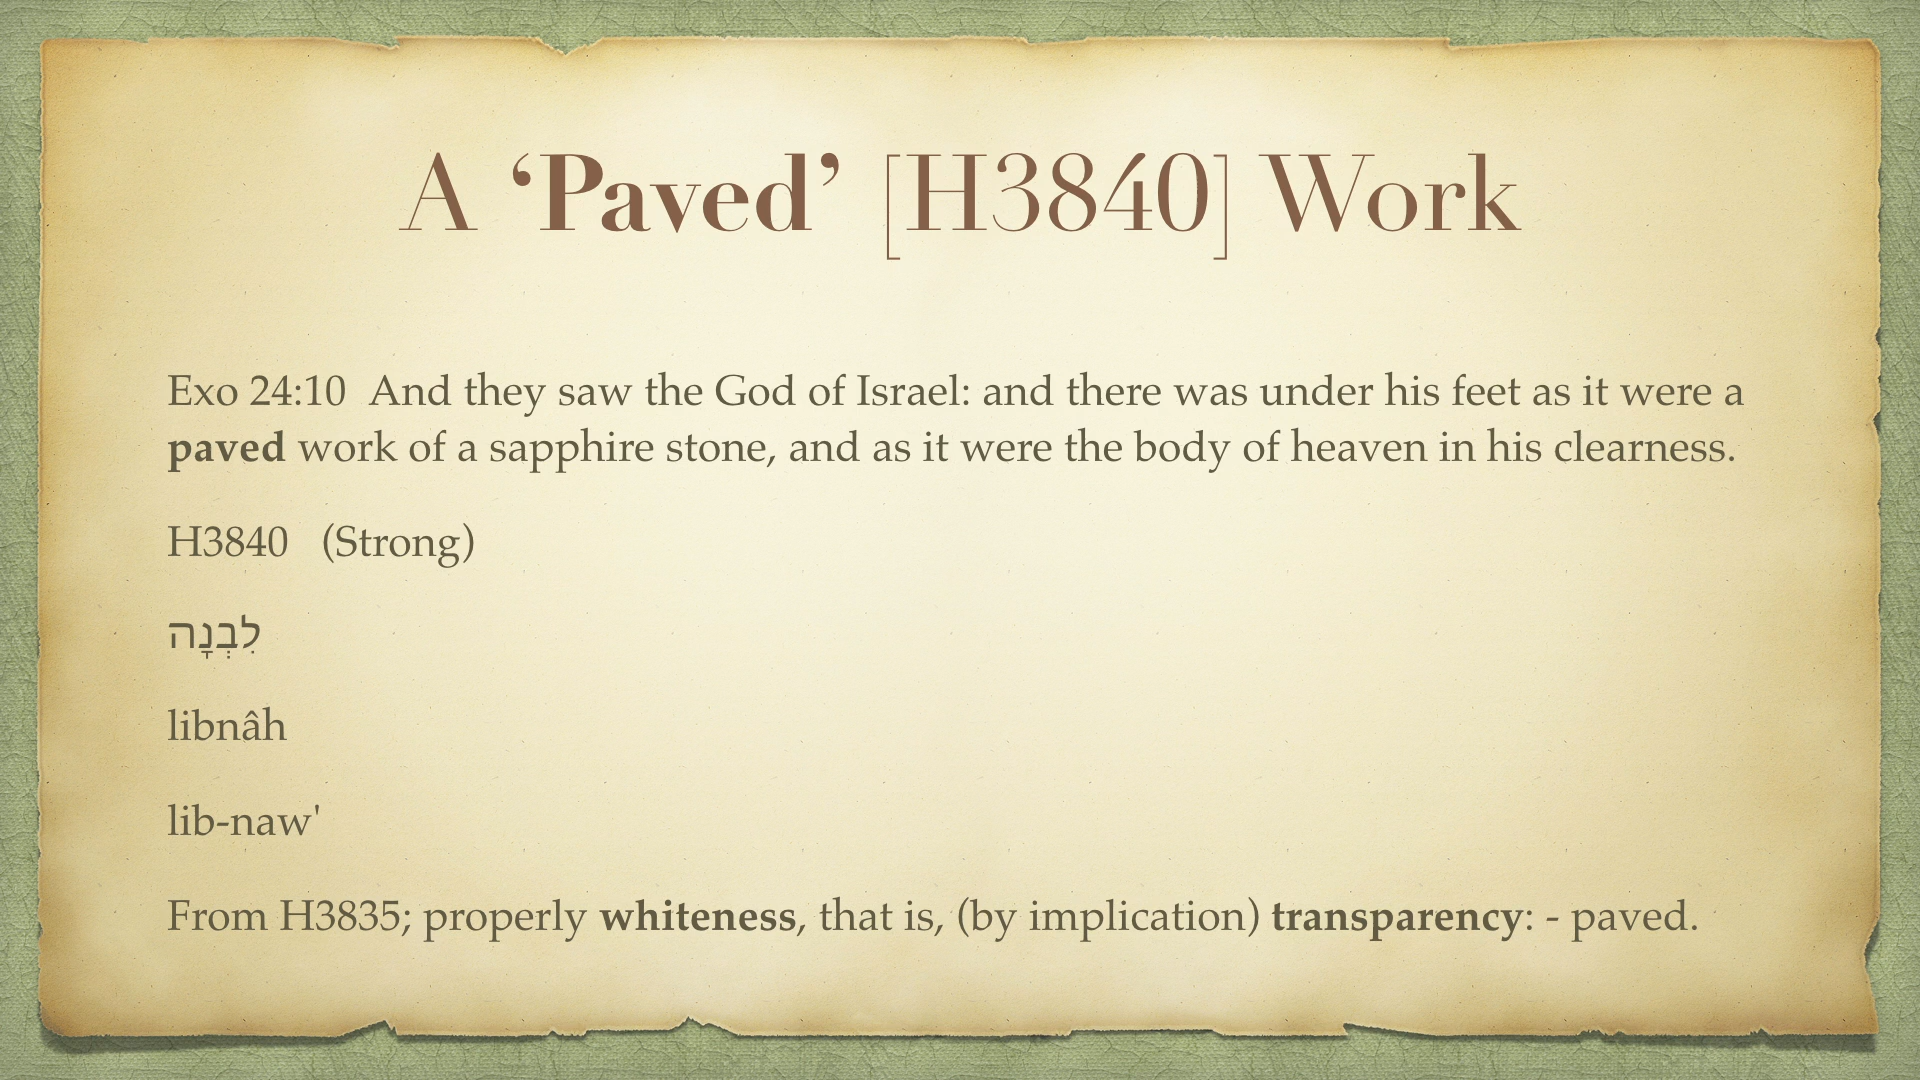 A ‘Paved’ [H3840] Work
Exo 24:10  And they saw the God of Israel: and there was under his feet as it were a
paved work of a sapphire stone, and as it were the body of heaven in his clearness.
H3840   (Strong)
לִבְנָה
libnâh
lib-naw'
From H3835; properly whiteness, that is, (by implication) transparency: - paved.